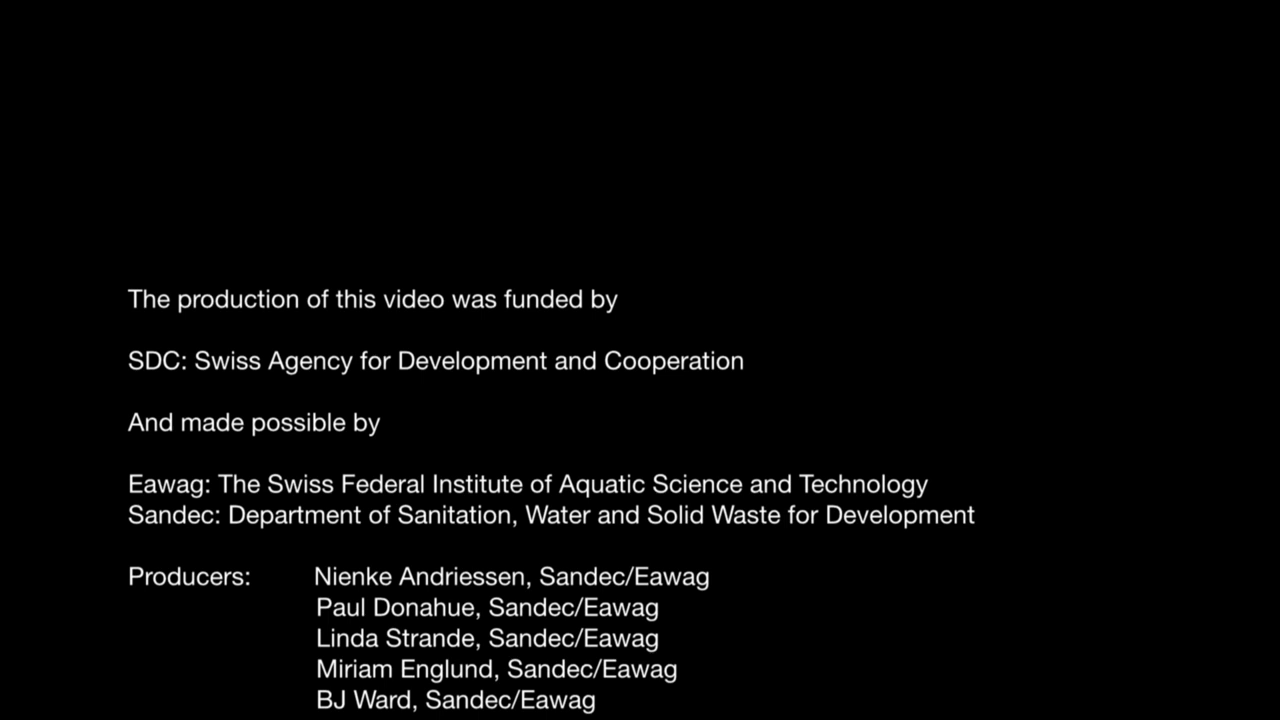 The production of this video was funded by
SDC: Swiss Agency for Development and Cooperation
And made possible by
Eawag: The Swiss Federal Institute of Aquatic Science and Technology
Sandec: Department of Sanitation, Water and Solid Waste for Development
Producers: Nienke Andriessen, Sandec/Eawag
Paul Donahue, Sandec/Eawag
Linda Strande, Sandec/Eawag
Miriam Englund, Sandec/Eawag
BJ Ward, Sandec/Eawag